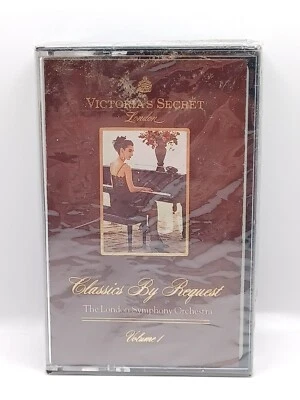 VICTORIA'S SECRET
London
Classics By Request
The London Symphony Orchestra
Volume 1